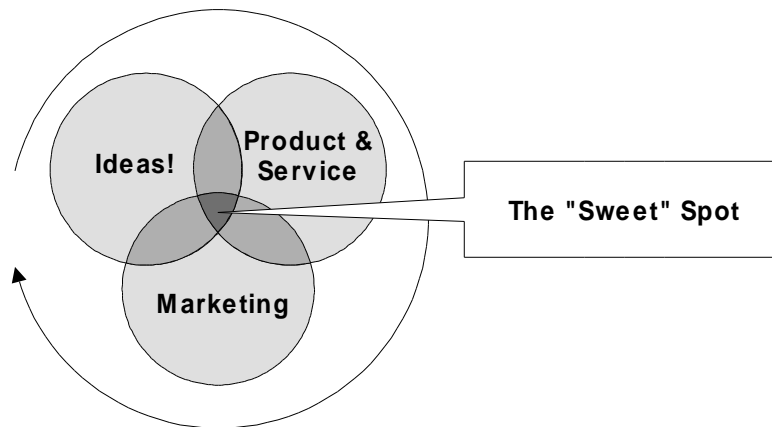 Ideas!
Product &
Service
The "Sweet" Spot
Marketing